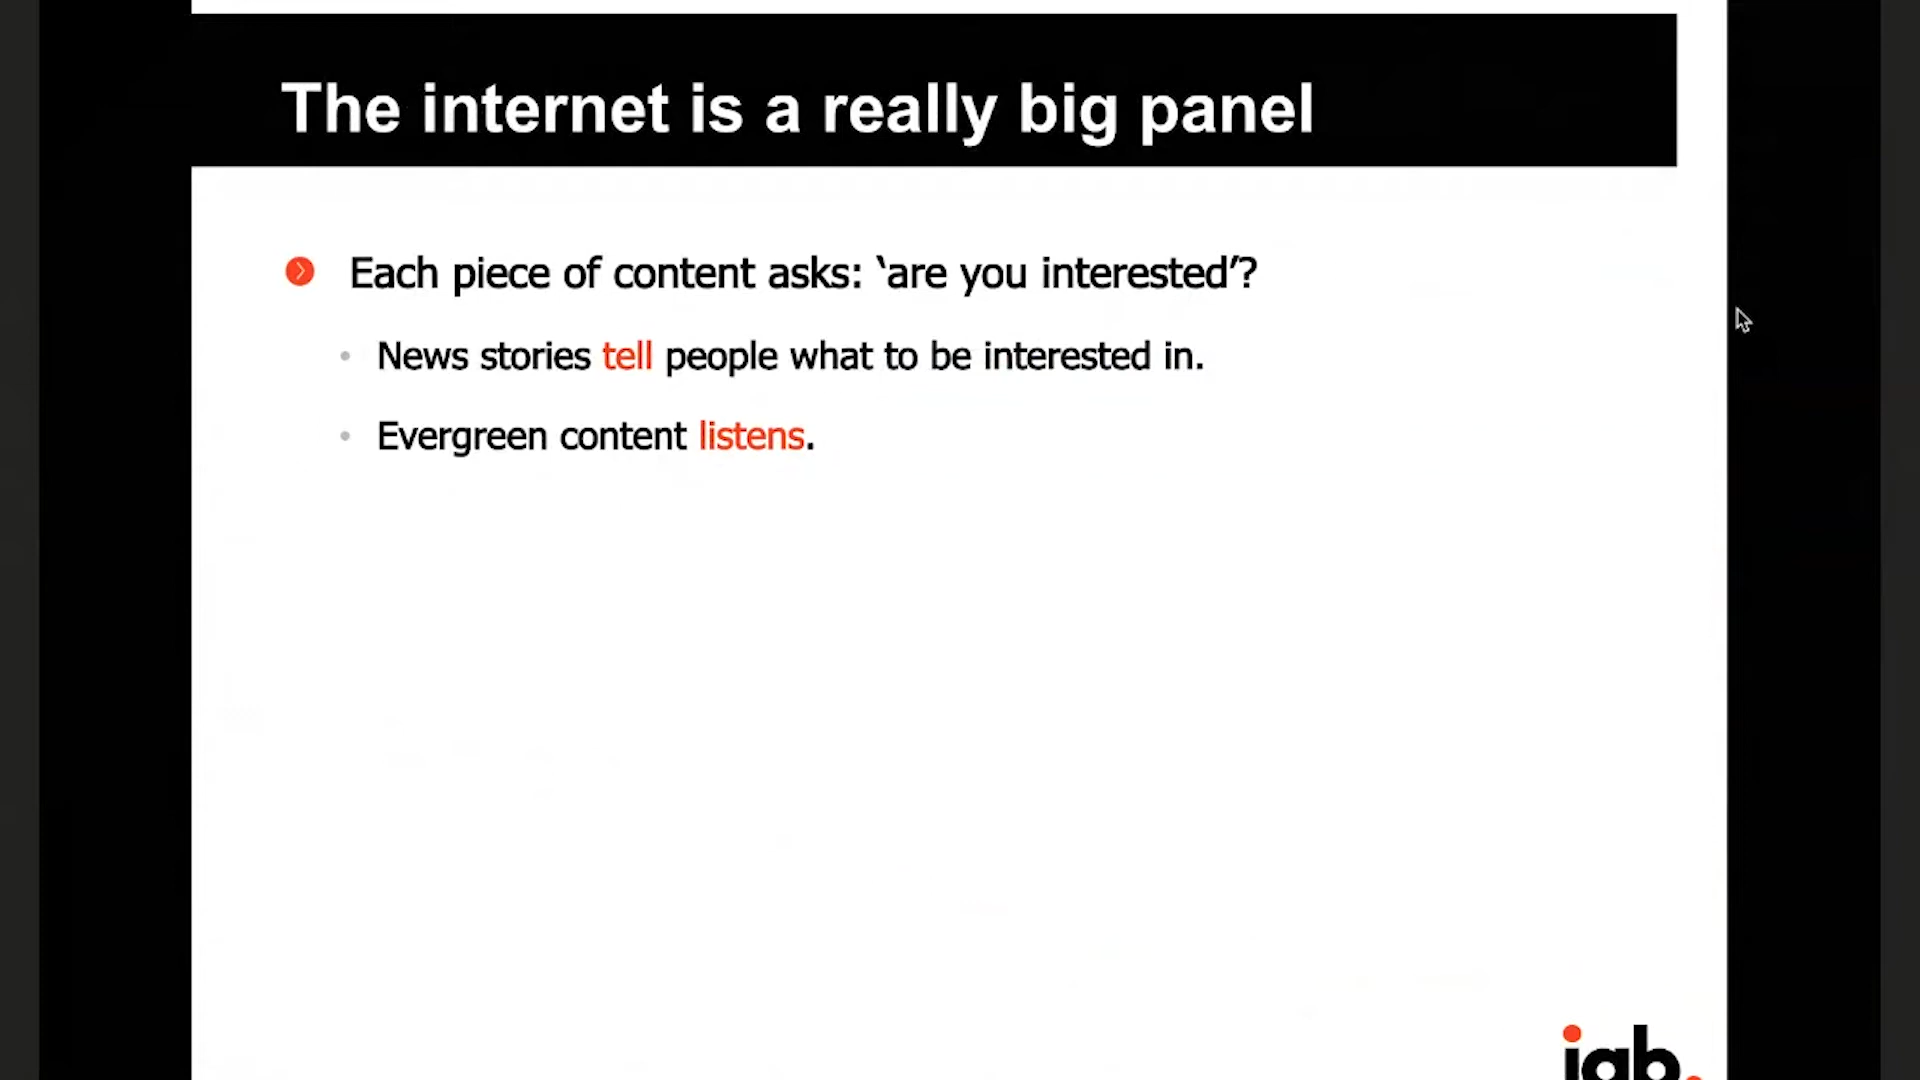 The internet is a really big panel
Each piece of content asks: ‘are you interested’?
News stories tell people what to be interested in.
Evergreen content listens.
iab.